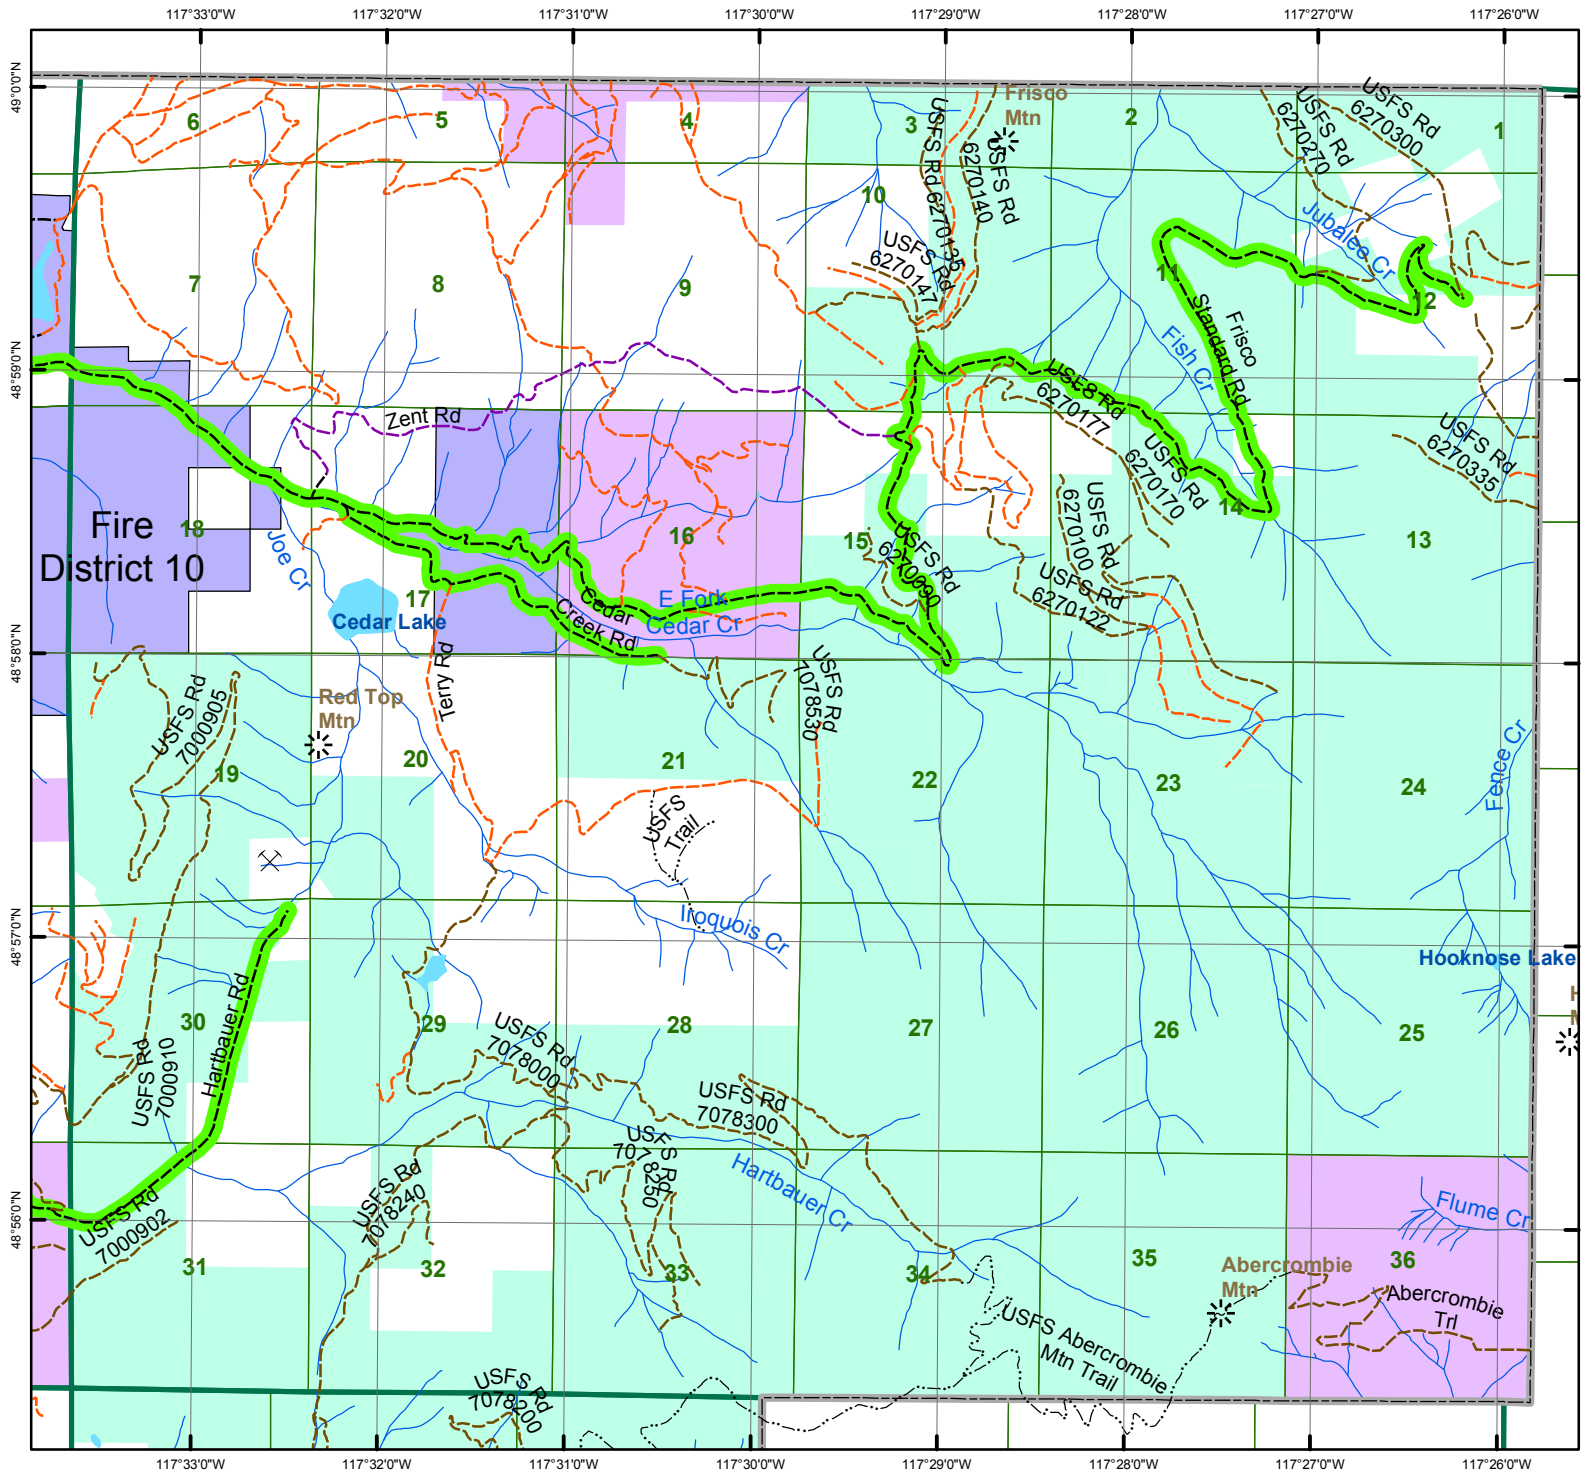 117°33'0"W
117°32'0"W
117°31'0"W
117°30'0"W
117°29'0"W
117°28'0"W
117°27'0"W
117°26'0"W
49°0'0"N
48°59'0"N
48°58'0"N
48°57'0"N
48°56'0"N
6
5
4
3
2
1
Frisco
Mtn
USFS Rd
6270135
USFS Rd
6270140
USFS Rd
6270270
USFS Rd
6270300
10
USFS Rd
6270147
Jubalee Cr
7
8
9
11
12
Frisco
Standard Rd
Fish Cr
Zent Rd
USFS Rd
6270177
USFS Rd
6270170
USFS Rd
6270335
Fire
District 10
18
Joe Cr
16
15
14
13
USFS Rd
6270090
USFS Rd
6270100
USFS Rd
6270122
17
Cedar Lake
Cedar
Creek Rd
E Fork
Cedar Cr
Terry Rd
USFS Rd
7078530
USFS Rd
7000905
Red Top
Mtn
19
20
21
22
23
24
Fence Cr
USFS
Trail
Iroquois Cr
Hooknose Lake
H
M
Hartbauer Rd
30
29
28
27
26
25
USFS Rd
7000910
USFS Rd
7078000
USFS Rd
7078300
USFS Rd
7078250
USFS Rd
7078240
Hartbauer Cr
USFS Rd
7000902
Flume Cr
31
32
33
34
35
36
Abercrombie
Mtn
Abercrombie
Trl
USFS Abercrombie
Mtn Trail
USFS Rd
7078200
117°33'0"W
117°32'0"W
117°31'0"W
117°30'0"W
117°29'0"W
117°28'0"W
117°27'0"W
117°26'0"W